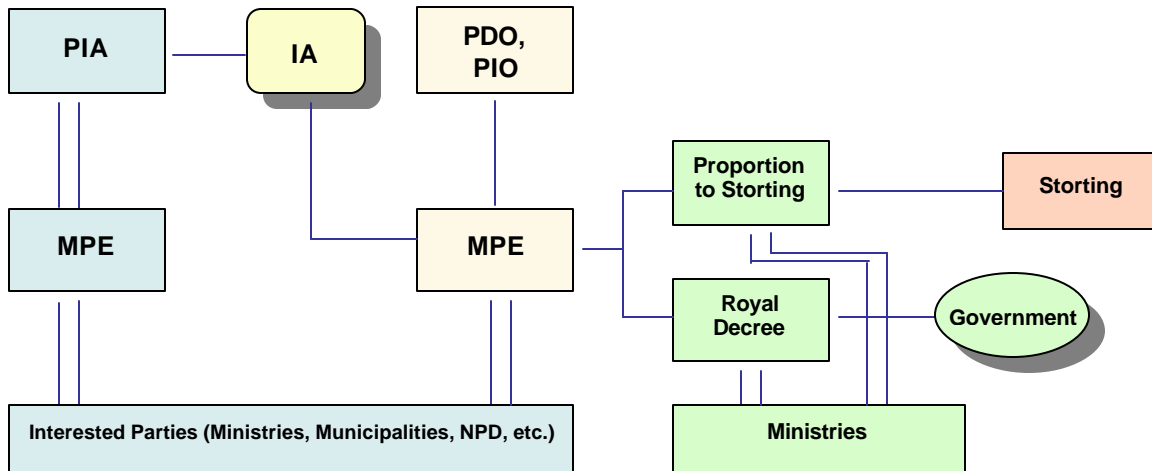 PIA
IA
PDO,
PIO
MPE
MPE
Proportion
to Storting
Storting
Royal
Decree
Government
Interested Parties (Ministries, Municipalities, NPD, etc.)
Ministries